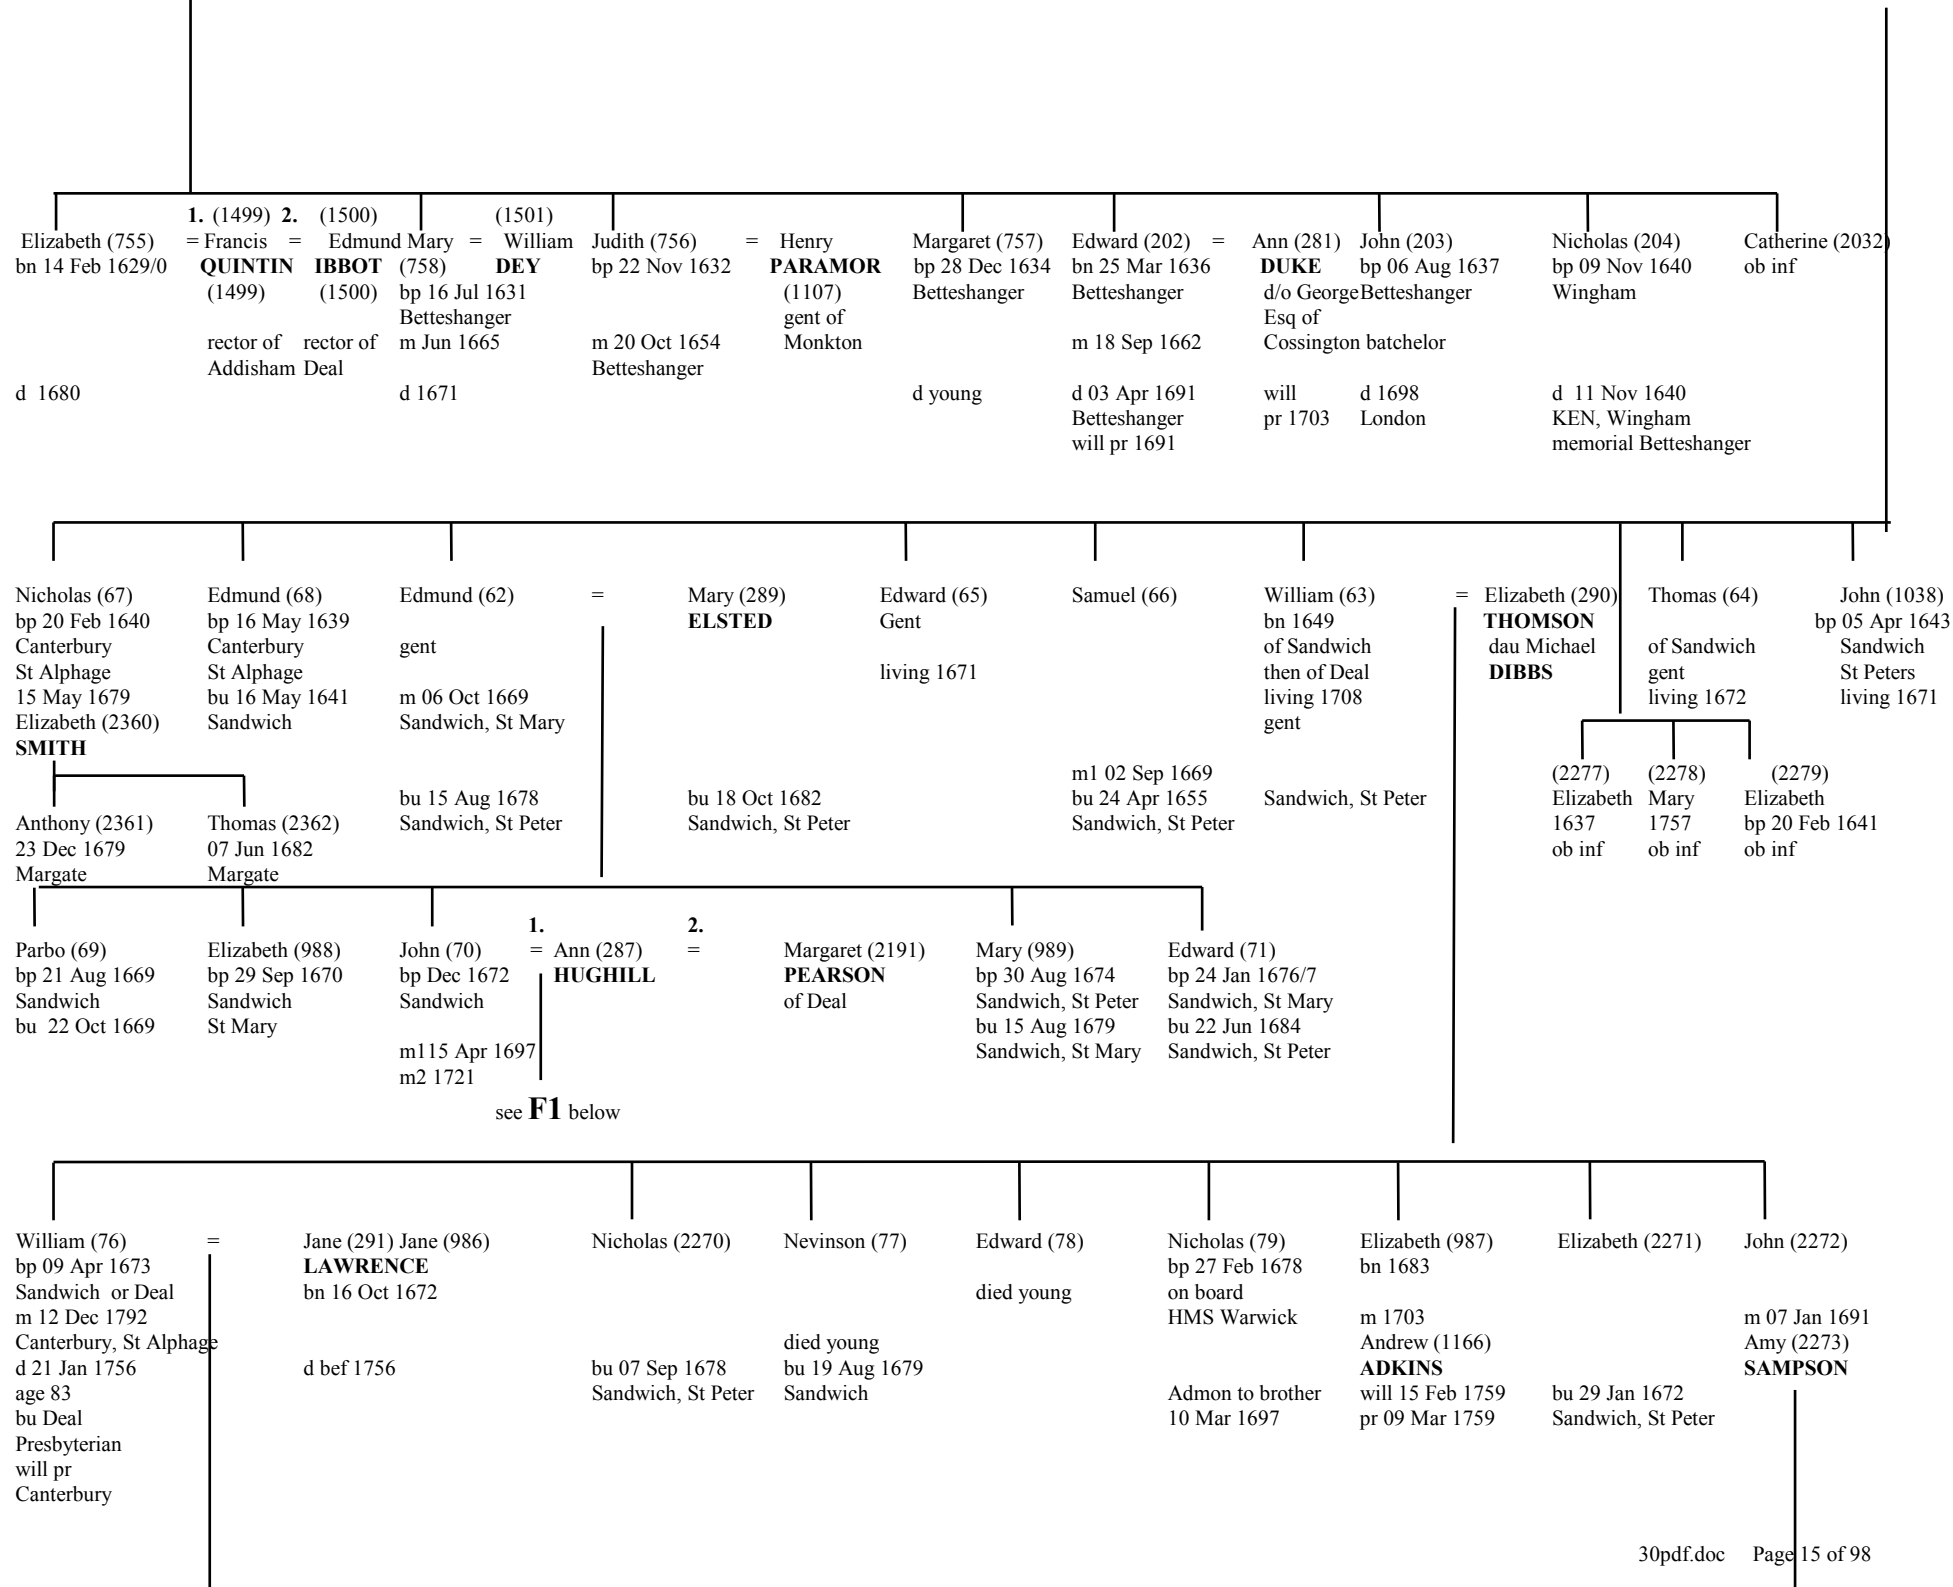 1. (1499) 2. (1500) (1501)
Elizabeth (755) = Francis = Edmund Mary = William Judith (756) = Henry Margaret (757) Edward (202) = Ann (281) John (203) Nicholas (204) Catherine (2032)
bn 14 Feb 1629/0 QUINTIN IBBOT (758) DEY bp 22 Nov 1632 PARAMOR bp 28 Dec 1634 bn 25 Mar 1636 DUKE bp 06 Aug 1637 bp 09 Nov 1640 ob inf
(1499) (1500) bp 16 Jul 1631 (1107) Betteshanger Betteshanger d/o George Betteshanger Wingham
Betteshanger gent of Esq of
rector of rector of m Jun 1665 m 20 Oct 1654 Monkton m 18 Sep 1662 Cossington batchelor
Addisham Deal Betteshanger
d 1680 d 1671 d young d 03 Apr 1691 will d 1698 d 11 Nov 1640
Betteshanger pr 1703 London KEN, Wingham
will pr 1691 memorial Betteshanger
Nicholas (67) Edmund (68) Edmund (62) = Mary (289) Edward (65) Samuel (66) William (63) = Elizabeth (290) Thomas (64) John (1038)
bp 20 Feb 1640 bp 16 May 1639 ELSTED Gent bn 1649 THOMSON bp 05 Apr 1643
Canterbury Canterbury gent of Sandwich dau Michael of Sandwich Sandwich
St Alphage St Alphage living 1671 then of Deal DIBBS gent St Peters
15 May 1679 bu 16 May 1641 m 06 Oct 1669 living 1708 living 1672 living 1671
Elizabeth (2360) Sandwich Sandwich, St Mary gent
SMITH
m1 02 Sep 1669 (2277) (2278) (2279)
bu 15 Aug 1678 bu 18 Oct 1682 bu 24 Apr 1655 Sandwich, St Peter Elizabeth Mary Elizabeth
Anthony (2361) Thomas (2362) Sandwich, St Peter Sandwich, St Peter Sandwich, St Peter 1637 1757 bp 20 Feb 1641
23 Dec 1679 07 Jun 1682 ob inf ob inf ob inf
Margate Margate
1. 2.
Parbo (69) Elizabeth (988) John (70) = Ann (287) = Margaret (2191) Mary (989) Edward (71)
bp 21 Aug 1669 bp 29 Sep 1670 bp Dec 1672 HUGHILL PEARSON bp 30 Aug 1674 bp 24 Jan 1676/7
Sandwich Sandwich Sandwich of Deal Sandwich, St Peter Sandwich, St Mary
bu 22 Oct 1669 St Mary bu 15 Aug 1679 bu 22 Jun 1684
m115 Apr 1697 Sandwich, St Mary Sandwich, St Peter
m2 1721
see F1 below
William (76) = Jane (291) Jane (986) Nicholas (2270) Nevinson (77) Edward (78) Nicholas (79) Elizabeth (987) Elizabeth (2271) John (2272)
bp 09 Apr 1673 LAWRENCE bp 27 Feb 1678 bn 1683
Sandwich or Deal bn 16 Oct 1672 died young on board
m 12 Dec 1792 HMS Warwick m 1703 m 07 Jan 1691
Canterbury, St Alphage died young Andrew (1166) Amy (2273)
d 21 Jan 1756 d bef 1756 bu 07 Sep 1678 bu 19 Aug 1679 ADKINS SAMPSON
age 83 Sandwich, St Peter Sandwich Admon to brother will 15 Feb 1759 bu 29 Jan 1672
bu Deal 10 Mar 1697 pr 09 Mar 1759 Sandwich, St Peter
Presbyterian
will pr
Canterbury
30pdf.doc Page 15 of 98